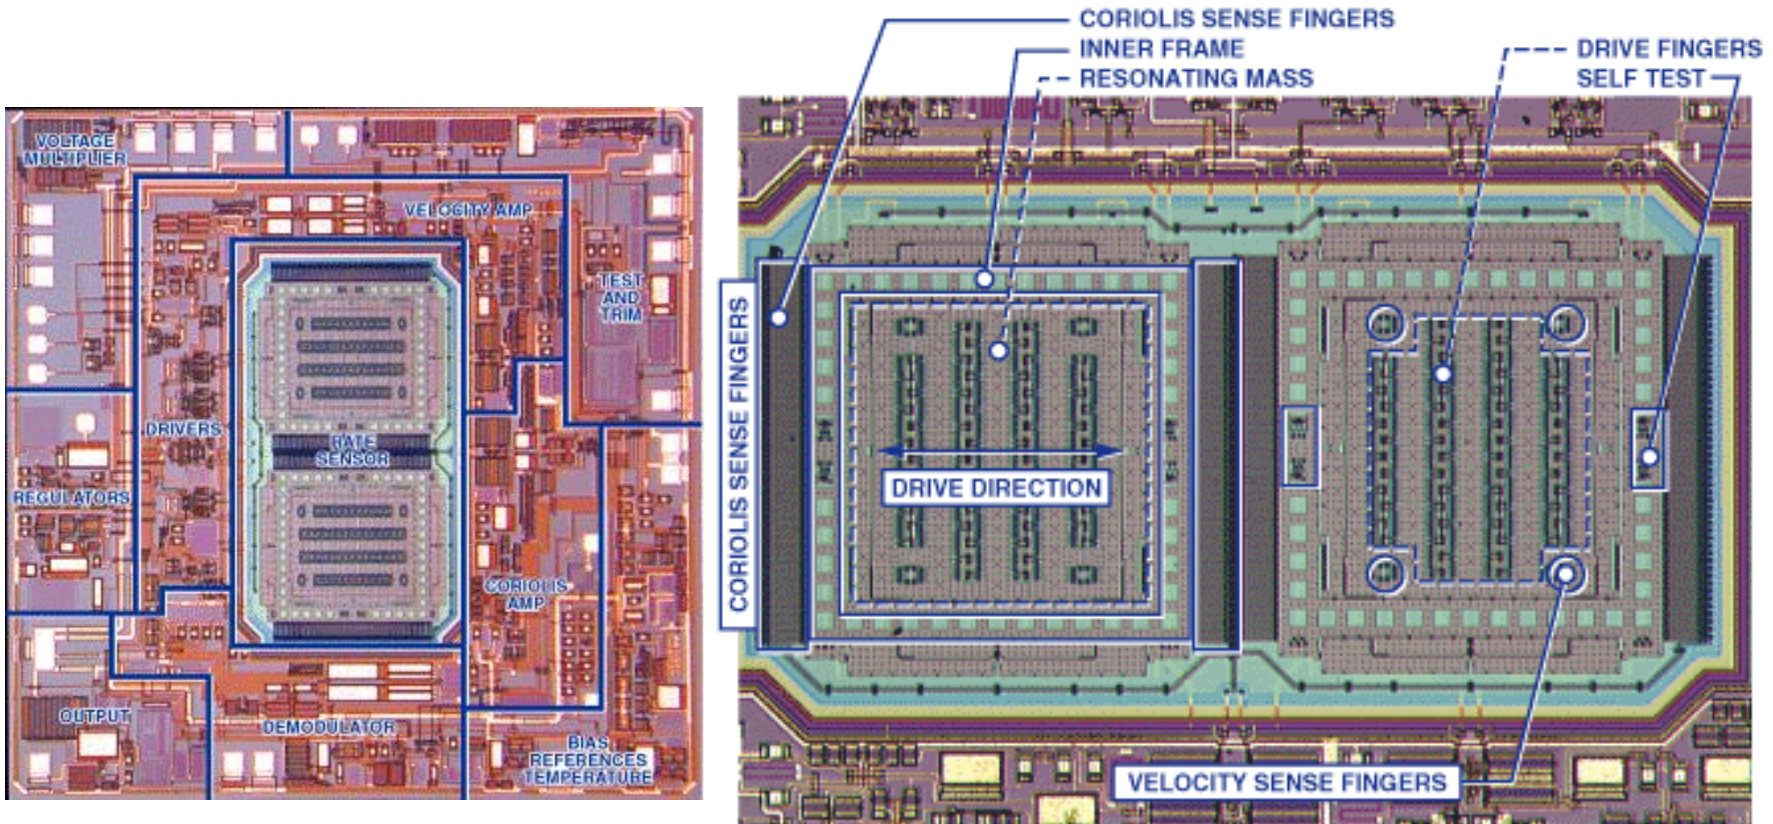 VOLTAGE
MULTIPLIER
VELOCITY AMP
TEST
AND
TRIM
DRIVERS
RATE
SENSOR
REGULATORS
CORIOLIS
AMP
OUTPUT
DEMODULATOR
BIAS
REFERENCES
TEMPERATURE
CORIOLIS SENSE FINGERS
INNER FRAME
RESONATING MASS
DRIVE FINGERS
SELF TEST
CORIOLIS SENSE FINGERS
DRIVE DIRECTION
VELOCITY SENSE FINGERS